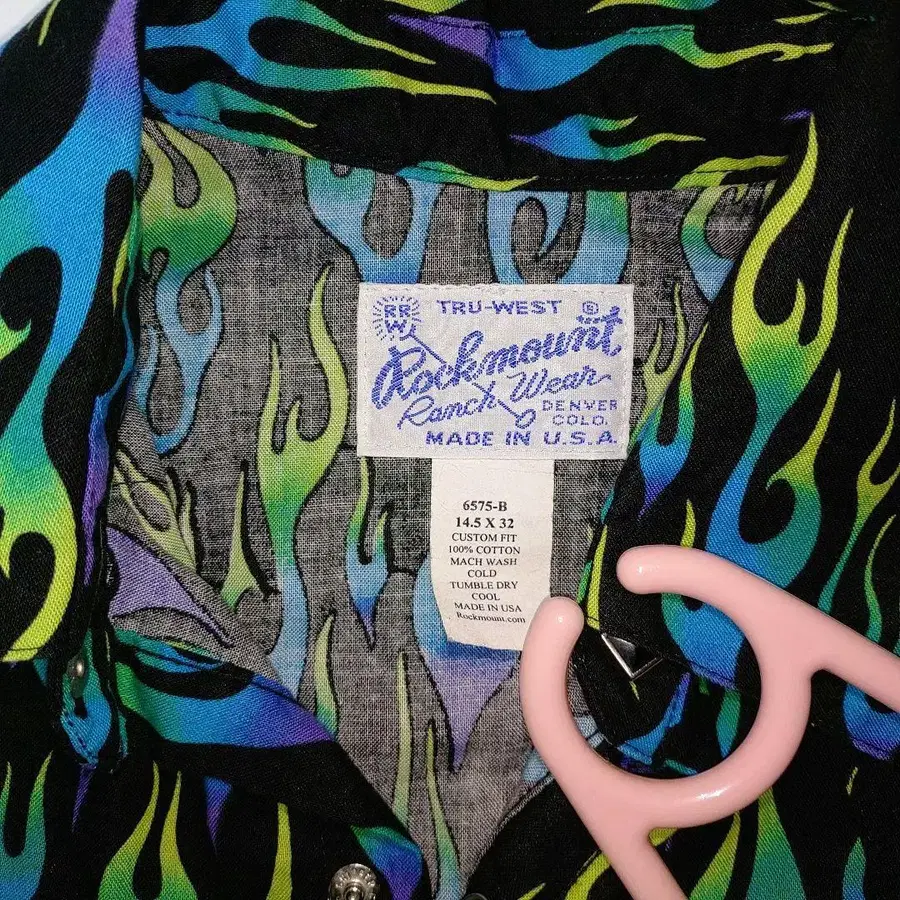 RR
W
TRU-WEST ®
Rockmount
Ranch Wear
DENVER
COLO.
MADE IN U.S.A.
6575-B
14.5 X 32
CUSTOM FIT
100% COTTON
MACH WASH
COLD
TUMBLE DRY
COOL
MADE IN USA
Rockmount.com